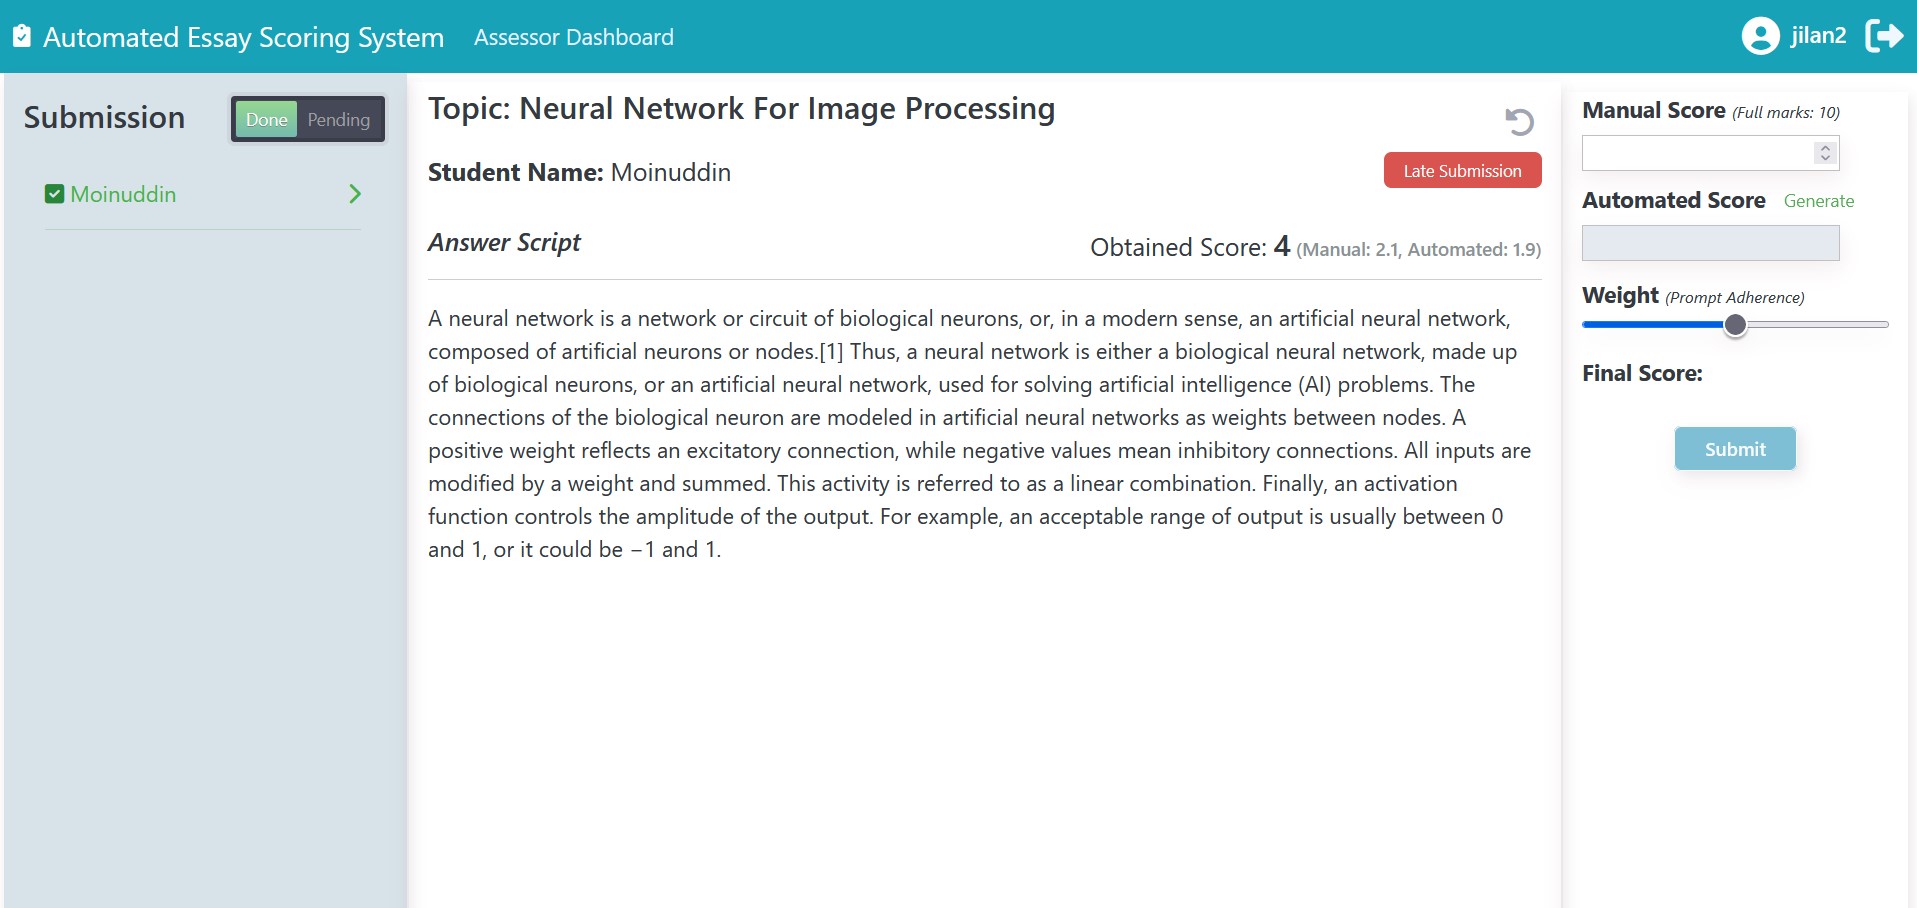 Automated Essay Scoring System Assessor Dashboard jilan2
Submission Done Pending
Moinuddin
Topic: Neural Network For Image Processing
Student Name: Moinuddin
Late Submission
Answer Script
Obtained Score: 4 (Manual: 2.1, Automated: 1.9)
A neural network is a network or circuit of biological neurons, or, in a modern sense, an artificial neural network,
composed of artificial neurons or nodes.[1] Thus, a neural network is either a biological neural network, made up
of biological neurons, or an artificial neural network, used for solving artificial intelligence (AI) problems. The
connections of the biological neuron are modeled in artificial neural networks as weights between nodes. A
positive weight reflects an excitatory connection, while negative values mean inhibitory connections. All inputs are
modified by a weight and summed. This activity is referred to as a linear combination. Finally, an activation
function controls the amplitude of the output. For example, an acceptable range of output is usually between 0
and 1, or it could be −1 and 1.
Manual Score (Full marks: 10)
Automated Score Generate
Weight (Prompt Adherence)
Final Score:
Submit